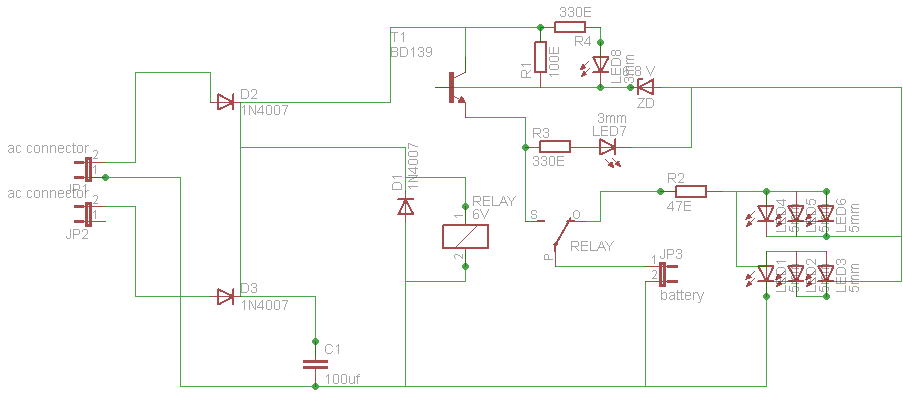 330E
T1
R4
BD139
R1
100E
LED8
3mm
6.8 V
ZD
D2
1N4007
3mm
LED7
R3
330E
ac connector
2
1
JP1
ac connector
2
1
JP2
D1
1N4007
R2
47E
RELAY
6V
1
2
S
O
P
RELAY
LED4
5mm
LED5
5mm
LED6
5mm
JP3
1
2
battery
LED1
5mm
LED2
5mm
LED3
5mm
D3
1N4007
C1
100uf